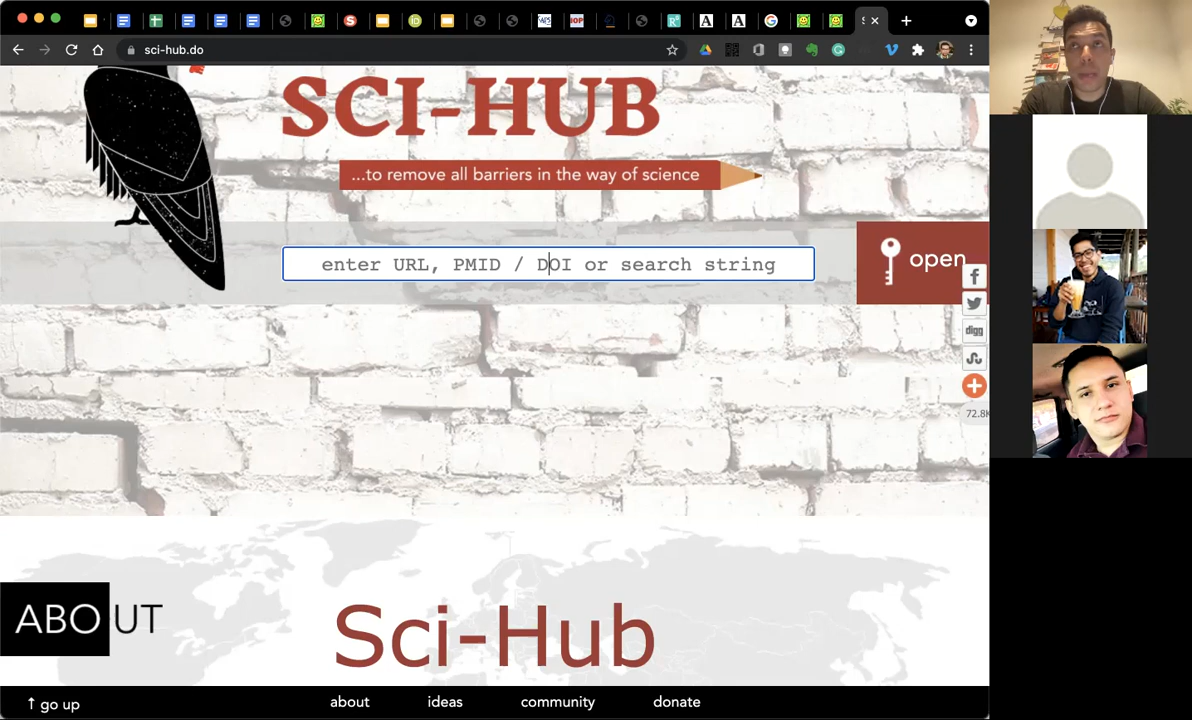 sci-hub.do
SCI-HUB
...to remove all barriers in the way of science
enter URL, PMID / DOI or search string
open
digg
72.8K
ABOUT
Sci-Hub
↑ go up
about
ideas
community
donate